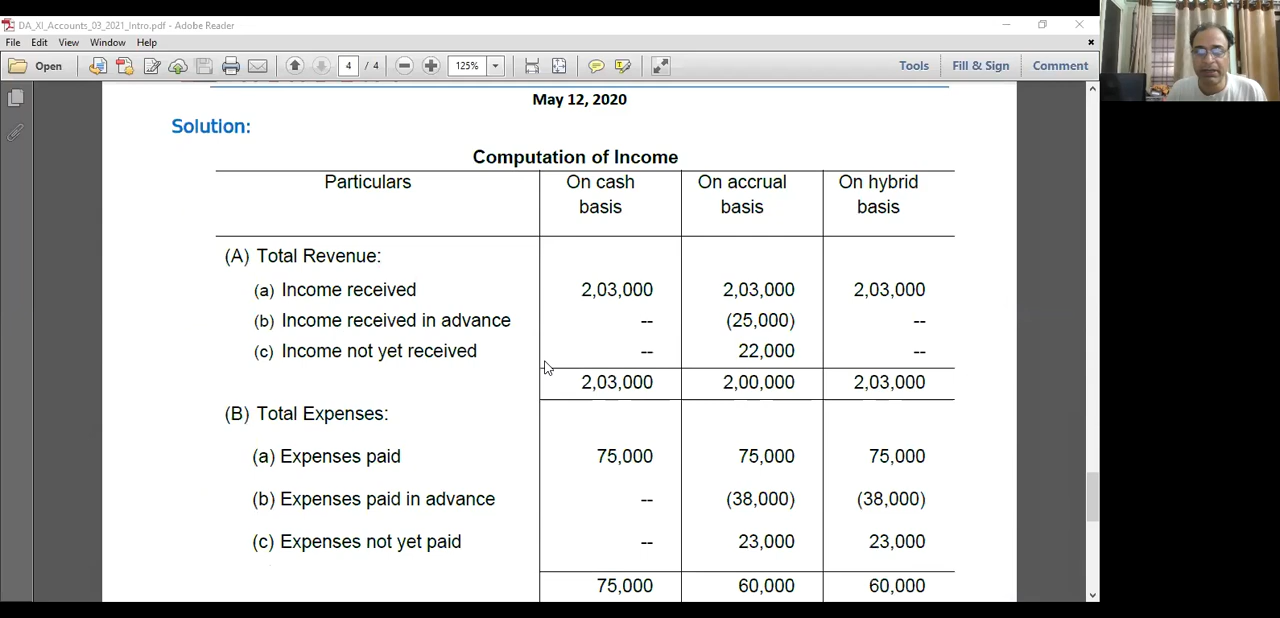 DA_XI_Accounts_03_2021_Intro.pdf - Adobe Reader
File Edit View Window Help
Open 4 / 4 125% Tools Fill & Sign Comment
May 12, 2020
Solution:
Computation of Income
Particulars On cash basis On accrual basis On hybrid basis
(A) Total Revenue:
(a) Income received 2,03,000 2,03,000 2,03,000
(b) Income received in advance -- (25,000) --
(c) Income not yet received -- 22,000 --
2,03,000 2,00,000 2,03,000
(B) Total Expenses:
(a) Expenses paid 75,000 75,000 75,000
(b) Expenses paid in advance -- (38,000) (38,000)
(c) Expenses not yet paid -- 23,000 23,000
75,000 60,000 60,000